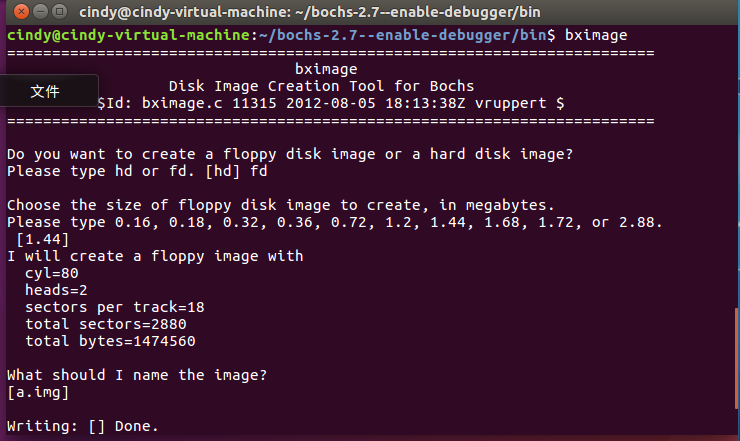 cindy@cindy-virtual-machine: ~/bochs-2.7--enable-debugger/bin
cindy@cindy-virtual-machine:~/bochs-2.7--enable-debugger/bin$ bximage
========================================================================
bximage
Disk Image Creation Tool for Bochs
文件
$Id: bximage.c 11315 2012-08-05 18:13:38Z vruppert $
========================================================================
Do you want to create a floppy disk image or a hard disk image?
Please type hd or fd. [hd] fd
Choose the size of floppy disk image to create, in megabytes.
Please type 0.16, 0.18, 0.32, 0.36, 0.72, 1.2, 1.44, 1.68, 1.72, or 2.88.
[1.44]
I will create a floppy image with
cyl=80
heads=2
sectors per track=18
total sectors=2880
total bytes=1474560
What should I name the image?
[a.img]
Writing: [] Done.